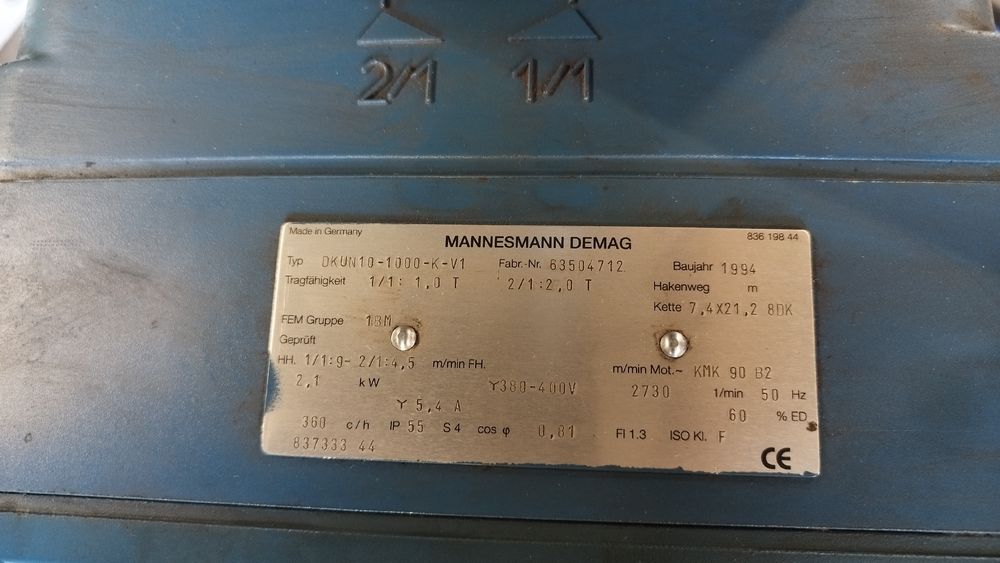 2/1 1/1
Made in Germany MANNESMANN DEMAG 836 198 44
Typ DKUN10-1000-K-V1 Fabr.-Nr. 63504712 Baujahr 1994
Tragfähigkeit 1/1: 1,0 T 2/1:2,0 T Hakenweg m
Kette 7,4X21,2 8DK
FEM Gruppe 1BM
Geprüft
HH. 1/1:9- 2/1:4,5 m/min FH. m/min Mot.~ KMK 90 B2
2,1 kW Y380-400V 2730 1/min 50 Hz
Y 5,4 A 60 % ED
360 c/h IP 55 S4 cos φ 0,81 FI 1.3 ISO Kl. F
837333 44 CE